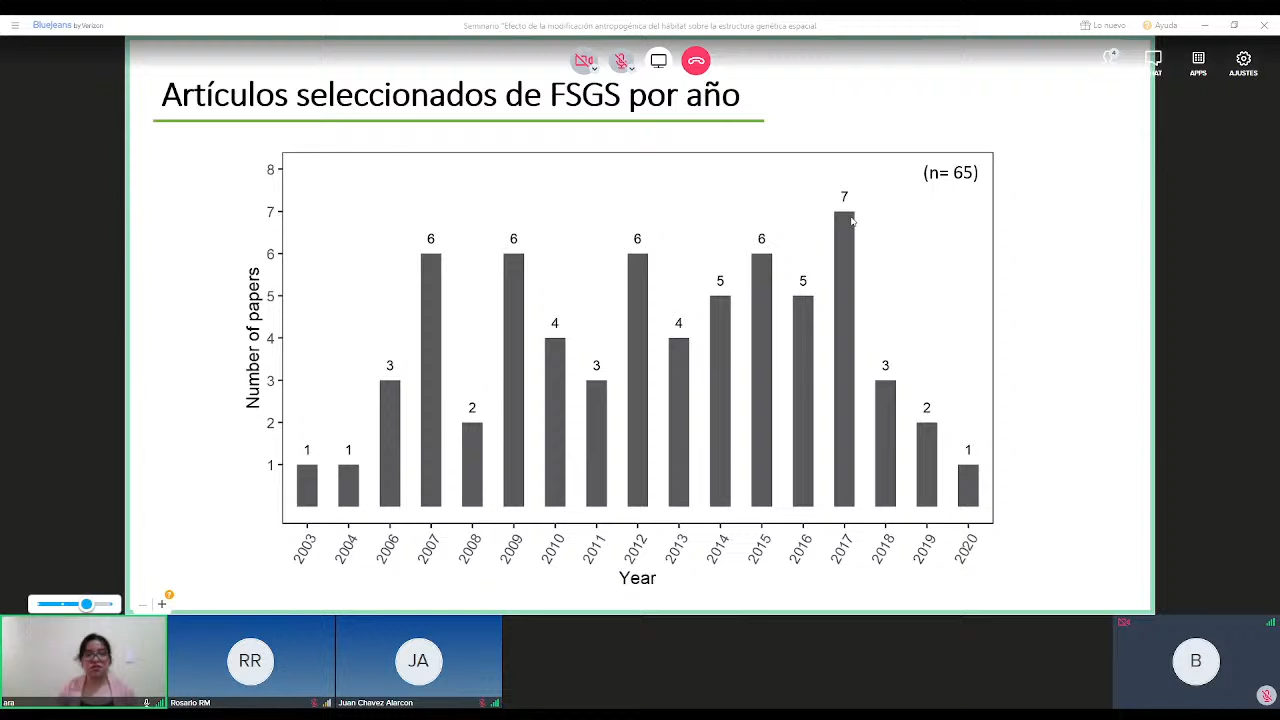 BlueJeans by Verizon
Seminario "Efecto de la modificación antropogénica del hábitat sobre la estructura genética espacial
Lo nuevo
? Ayuda
4
APPS
AJUSTES
Artículos seleccionados de FSGS por año
(n= 65)
8
7
6
5
4
3
2
1
Number of papers
1
1
3
6
2
6
4
3
6
4
5
6
5
7
3
2
1
2003
2004
2006
2007
2008
2009
2010
2011
2012
2013
2014
2015
2016
2017
2018
2019
2020
Year
?
RR
JA
B
ara
Rosario RM
Juan Chavez Alarcon